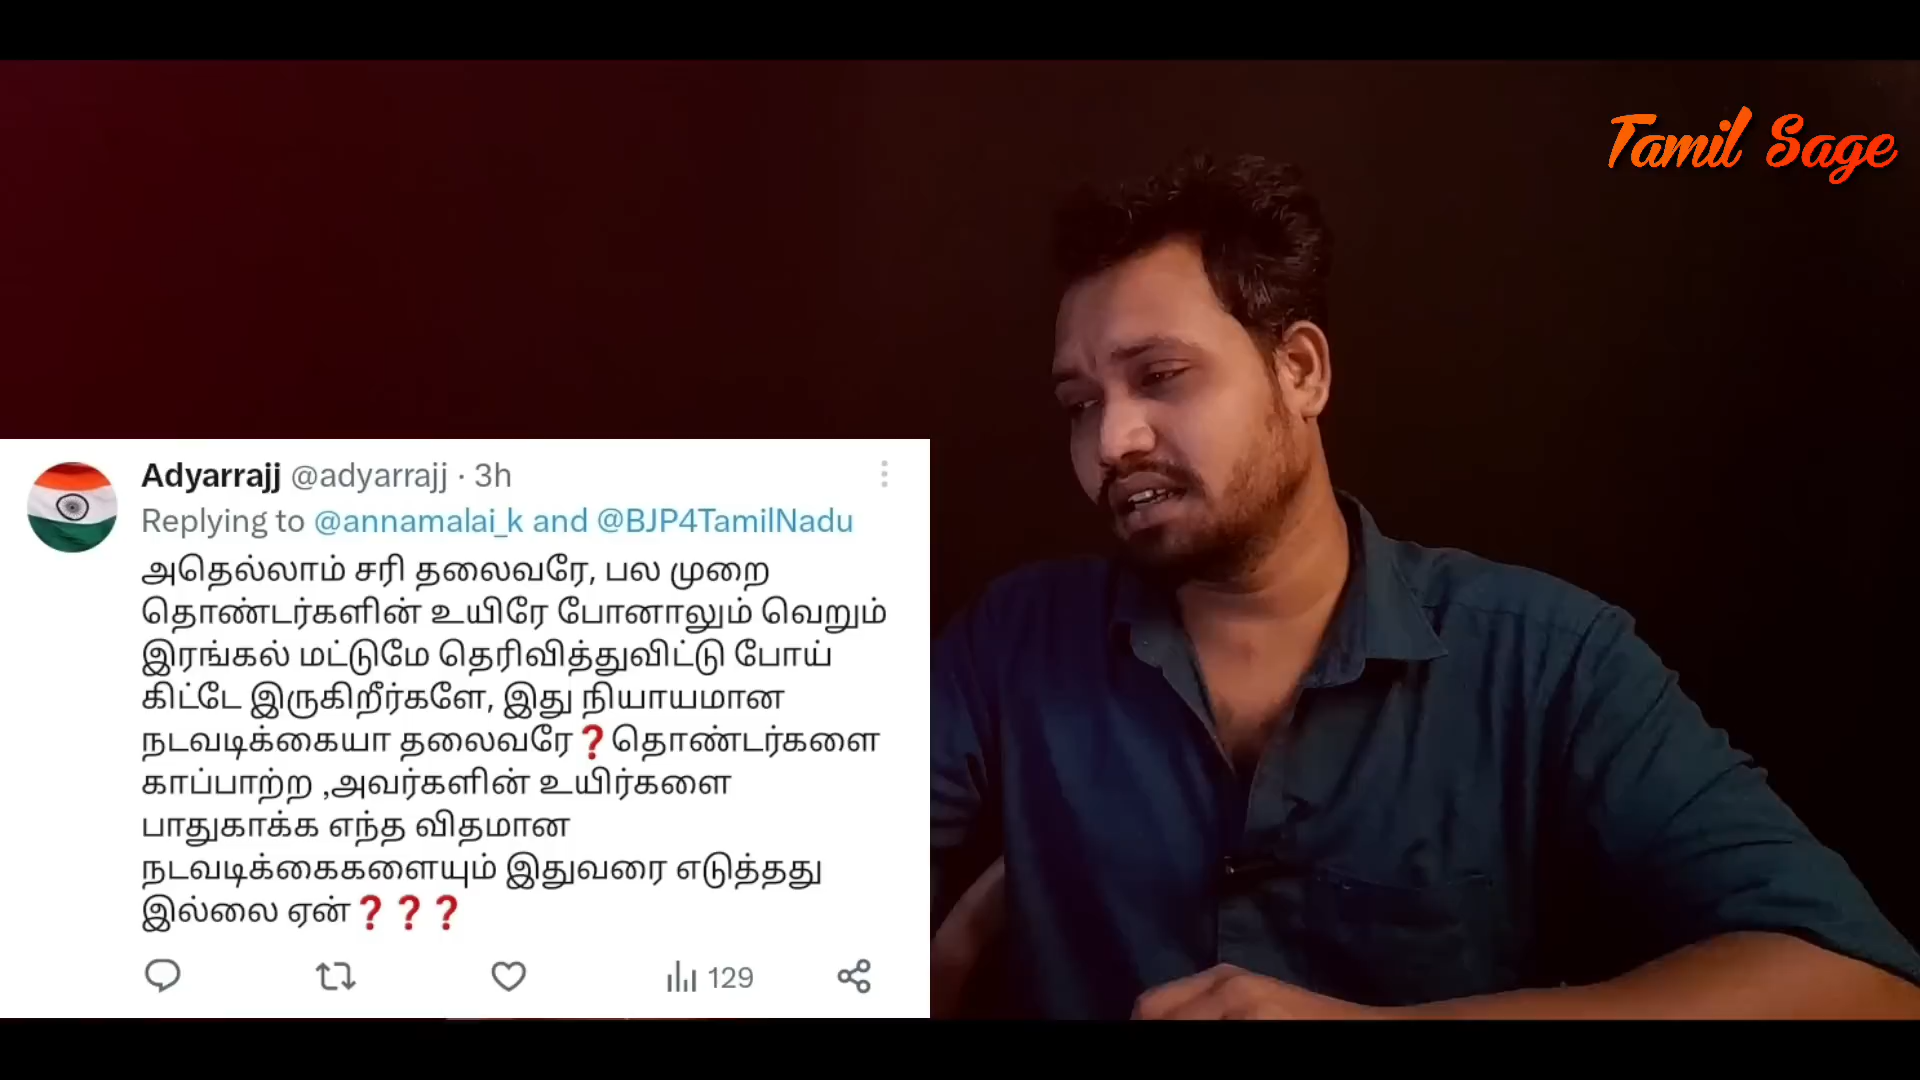 Tamil Sage
Adyarrajj @adyarrajj · 3h
Replying to @annamalai_k and @BJP4TamilNadu
அதெல்லாம் சரி தலைவரே, பல முறை
தொண்டர்களின் உயிரே போனாலும் வெறும்
இரங்கல் மட்டுமே தெரிவித்துவிட்டு போய்
கிட்டே இருகிறீர்களே, இது நியாயமான
நடவடிக்கையா தலைவரே❓தொண்டர்களை
காப்பாற்ற ,அவர்களின் உயிர்களை
பாதுகாக்க எந்த விதமான
நடவடிக்கைகளையும் இதுவரை எடுத்தது
இல்லை ஏன்❓❓❓
129